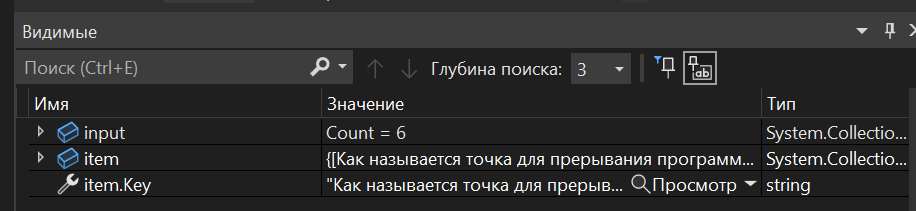 Видимые
Поиск (Ctrl+E) Глубина поиска: 3
Имя Значение Тип
input Count = 6 System.Collectio...
item {[Как называется точка для прерывания программ... System.Collectio...
item.Key "Как называется точка для прерыв... Просмотр string